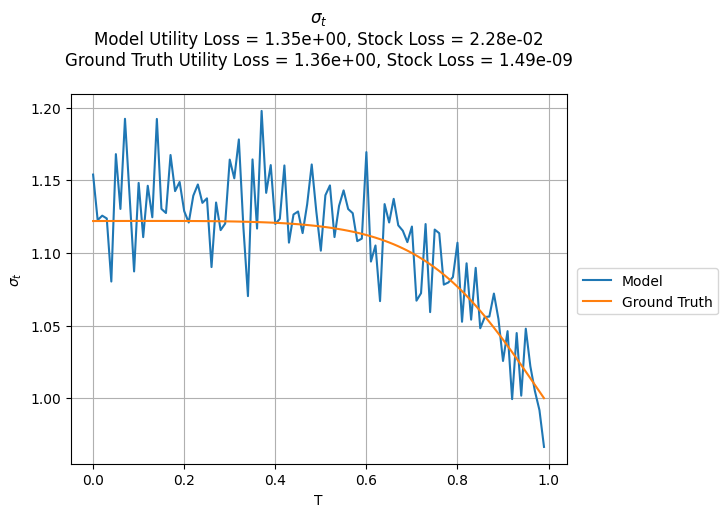 σ_t
Model Utility Loss = 1.35e+00, Stock Loss = 2.28e-02
Ground Truth Utility Loss = 1.36e+00, Stock Loss = 1.49e-09
1.20
1.15
1.10
1.05
1.00
σ_t
0.0 0.2 0.4 0.6 0.8 1.0
T
Model
Ground Truth